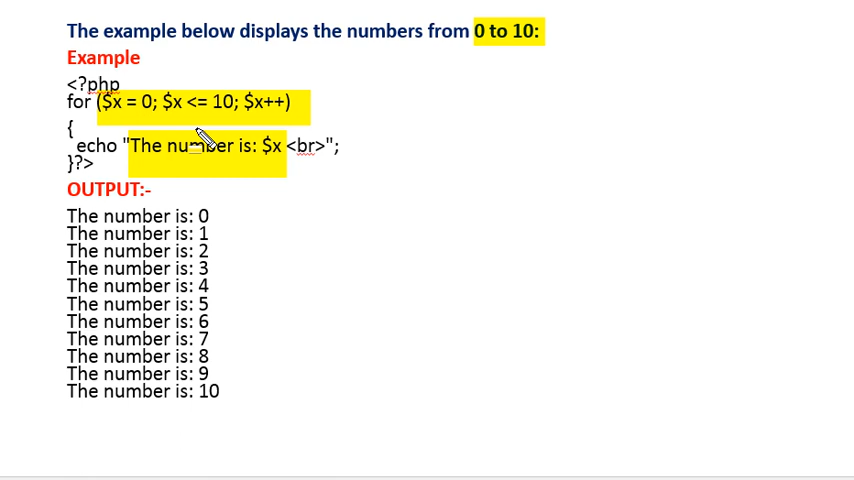 The example below displays the numbers from 0 to 10:
Example
<?php
for ($x = 0; $x <= 10; $x++)
{
echo "The number is: $x <br>";
}?>
OUTPUT:-
The number is: 0
The number is: 1
The number is: 2
The number is: 3
The number is: 4
The number is: 5
The number is: 6
The number is: 7
The number is: 8
The number is: 9
The number is: 10